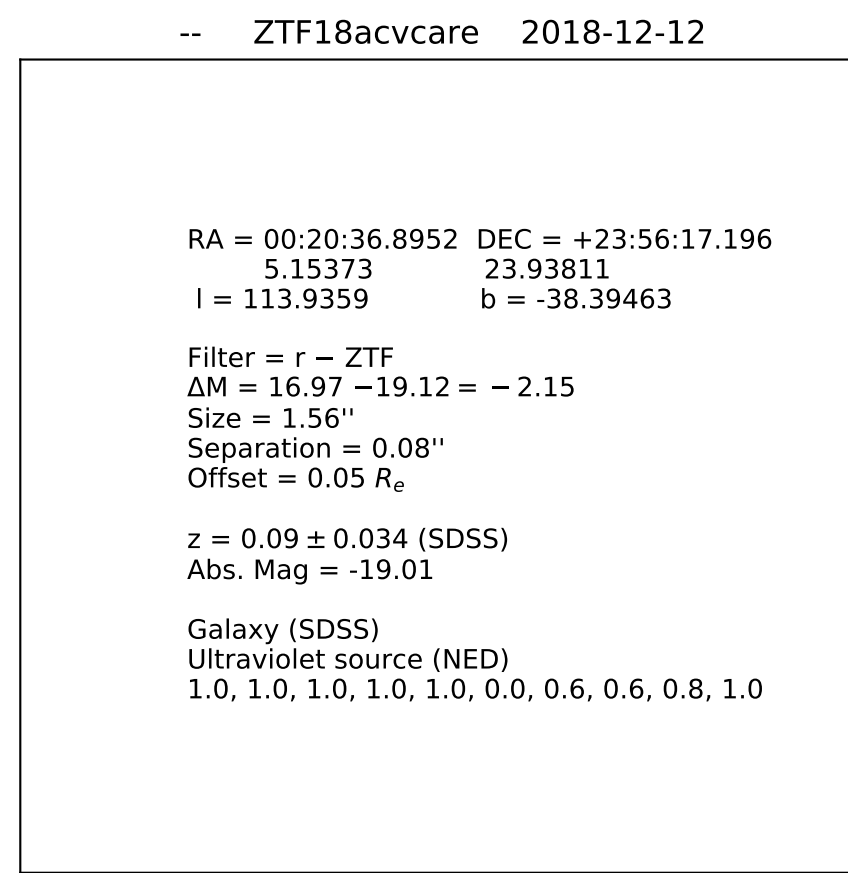 -- ZTF18acvcare 2018-12-12
RA = 00:20:36.8952 DEC = +23:56:17.196
5.15373 23.93811
l = 113.9359 b = -38.39463
Filter = r − ZTF
ΔM = 16.97 −19.12 = −2.15
Size = 1.56''
Separation = 0.08''
Offset = 0.05 Rₑ
z = 0.09 ± 0.034 (SDSS)
Abs. Mag = -19.01
Galaxy (SDSS)
Ultraviolet source (NED)
1.0, 1.0, 1.0, 1.0, 1.0, 0.0, 0.6, 0.6, 0.8, 1.0